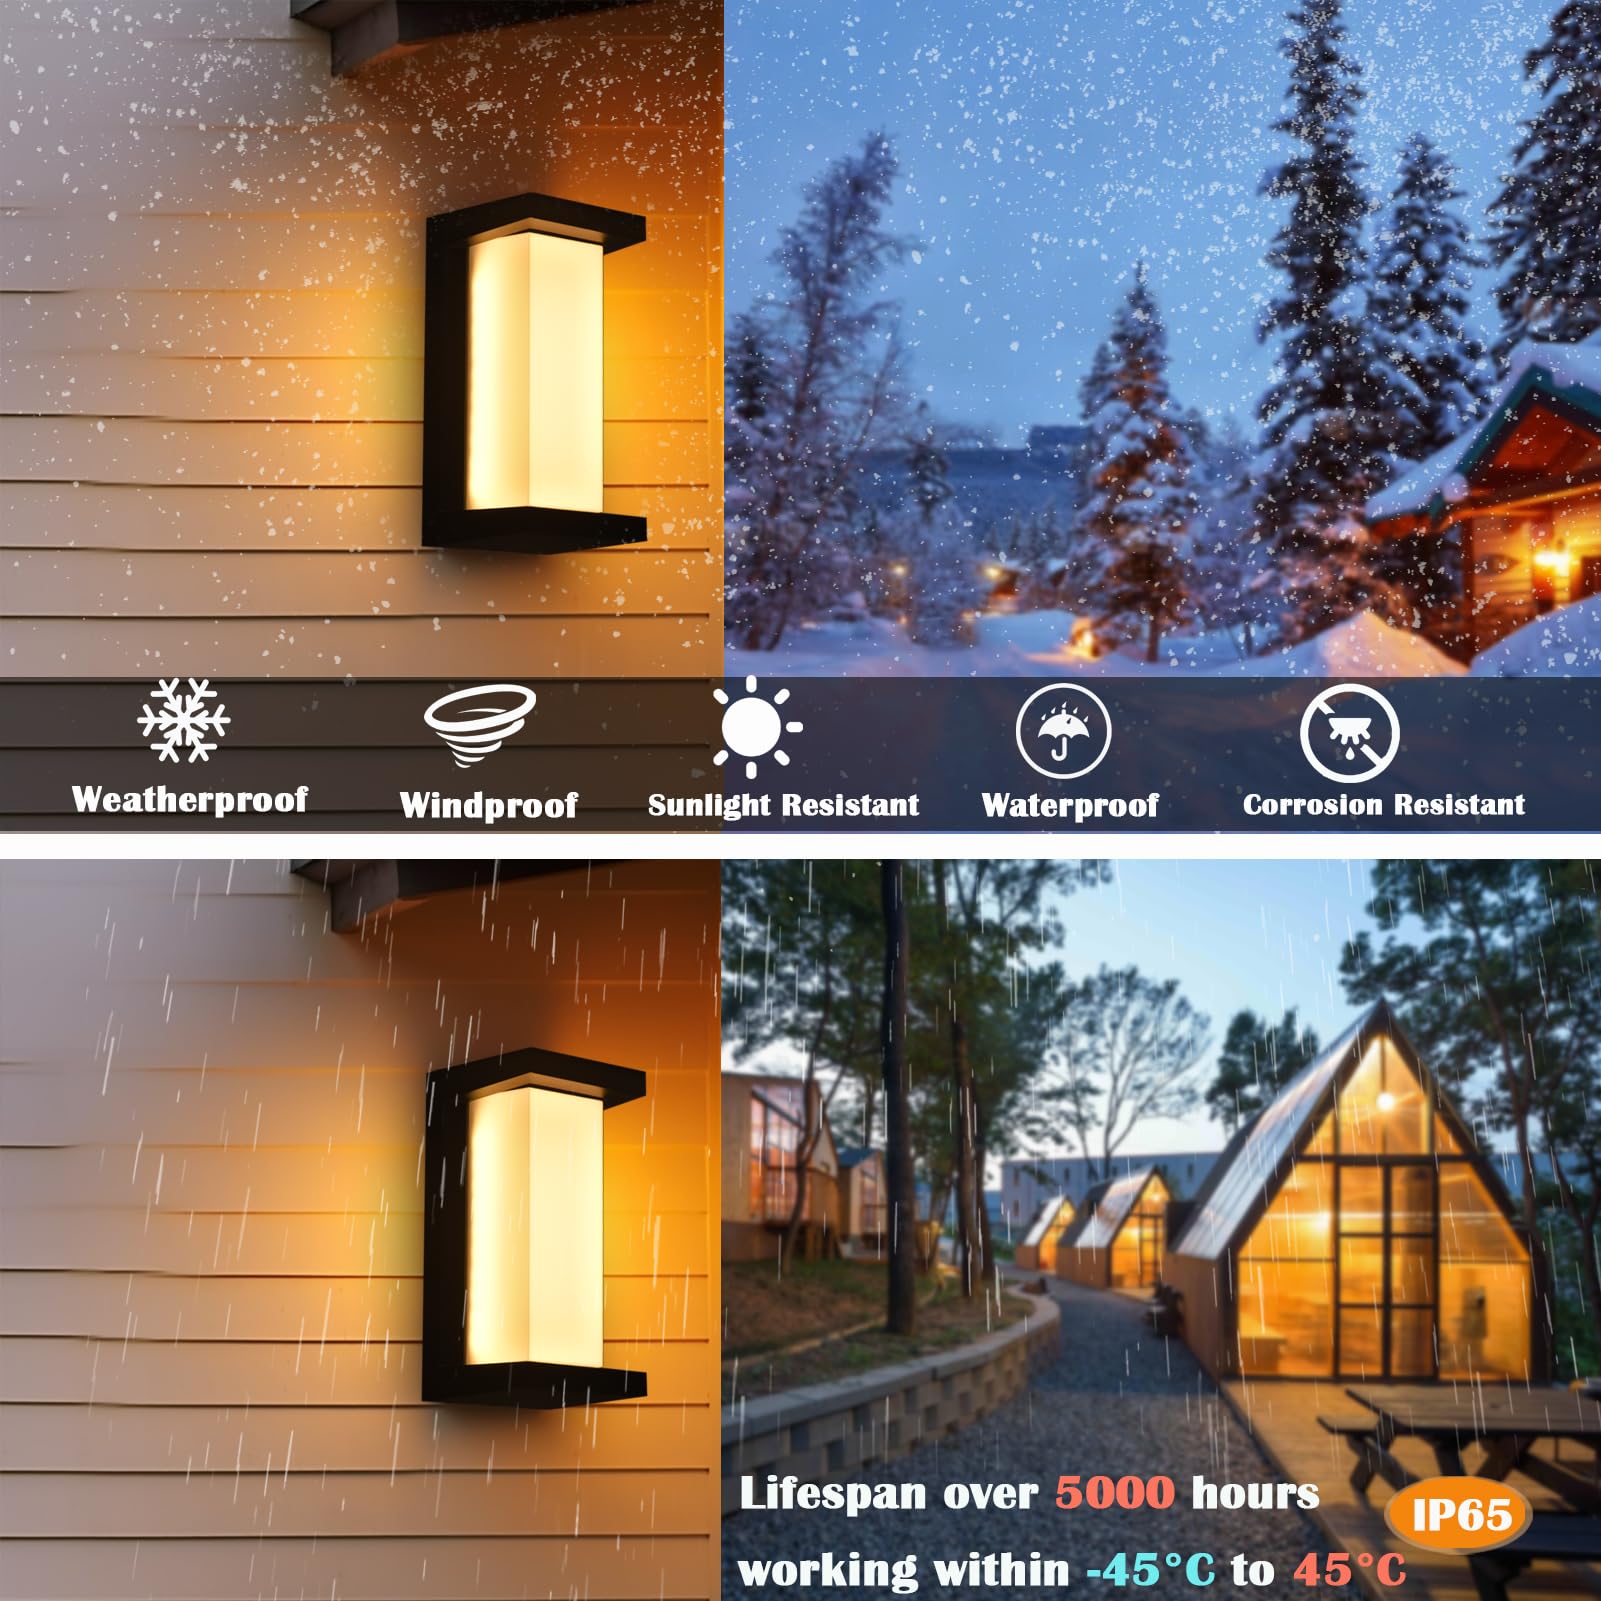 Weatherproof
Windproof
Sunlight Resistant
Waterproof
Corrosion Resistant
Lifespan over 5000 hours
IP65
working within -45°C to 45°C